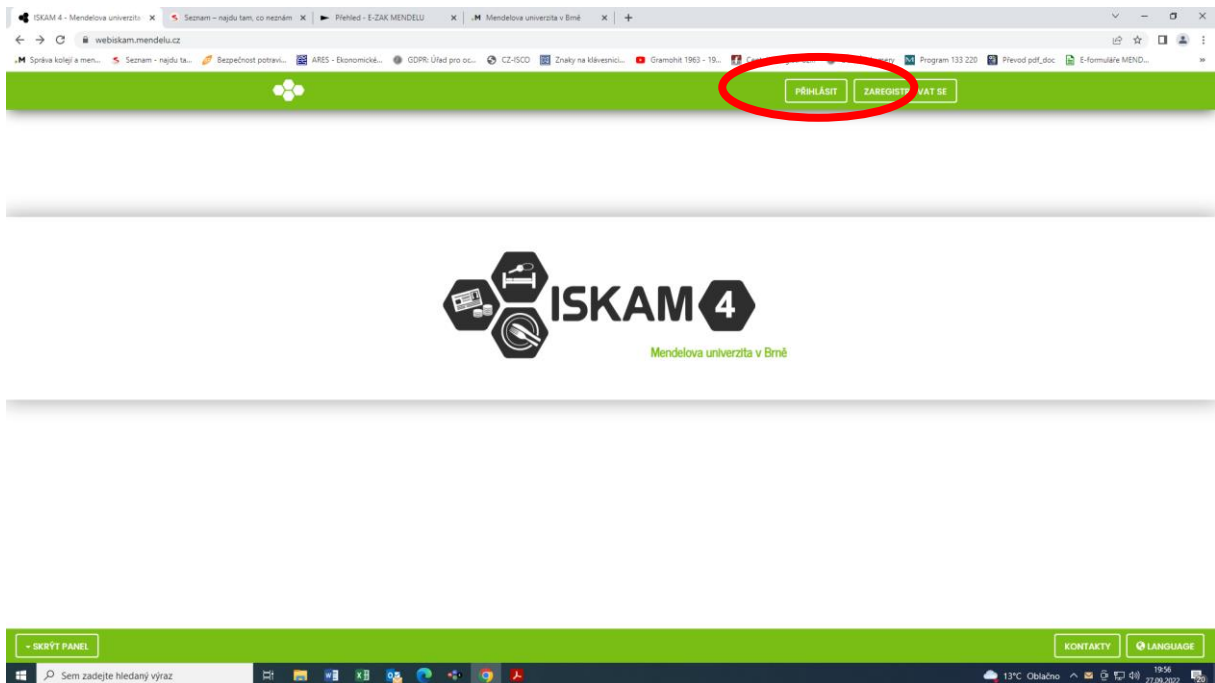 ISKAM 4 - Mendelova univerzita
Seznam – najdu tam, co neznám
Přehled - E-ZAK MENDELU
Mendelova univerzita v Brně
webiskam.mendelu.cz
Správa kolejí a men...
Seznam - najdu ta...
Bezpečnost potravi...
ARES - Ekonomické...
GDPR: Úřad pro oc...
CZ-ISCO
Znaky na klávesnici...
Gramohit 1963 - 19...
Program 133 220
Převod pdf_doc
E-formuláře MEND...
»
PŘIHLÁSIT
ZAREGISTROVAT SE
ISKAM 4
Mendelova univerzita v Brně
SKRÝT PANEL
KONTAKTY
LANGUAGE
Sem zadejte hledaný výraz
13°C Oblačno
19:56
27.09.2022
20